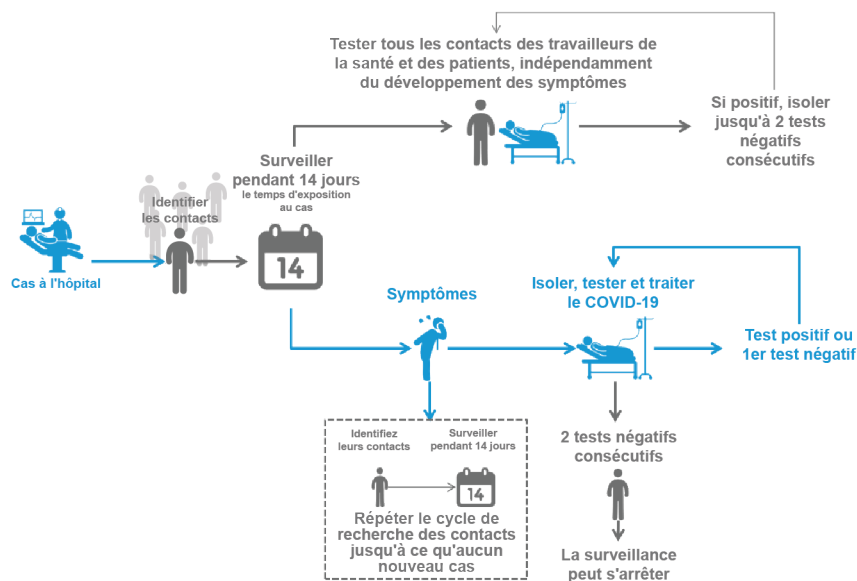 Tester tous les contacts des travailleurs de
la santé et des patients, indépendamment
du développement des symptômes
Si positif, isoler
jusqu'à 2 tests
négatifs
consécutifs
Surveiller
pendant 14 jours
le temps d'exposition
au cas
Identifier
les contacts
14
Cas à l'hôpital
Symptômes
Isoler, tester et traiter
le COVID-19
Test positif ou
1er test négatif
Identifiez
leurs contacts
Surveiller
pendant 14 jours
14
Répéter le cycle de
recherche des contacts
jusqu'à ce qu'aucun
nouveau cas
2 tests négatifs
consécutifs
La surveillance
peut s'arrêter